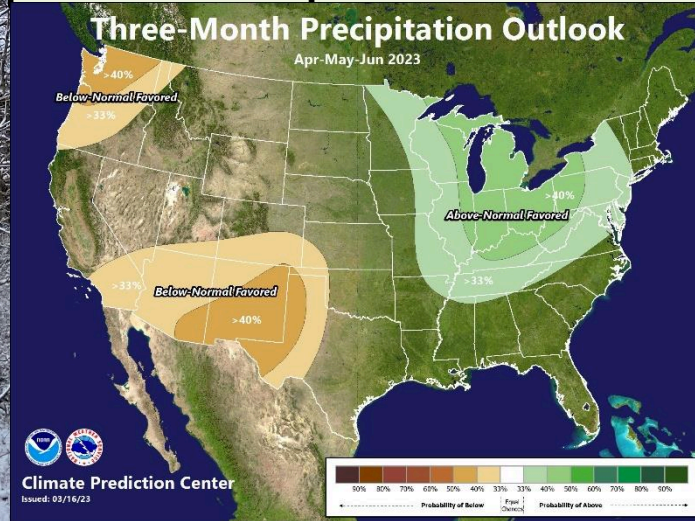 Three-Month Precipitation Outlook
Apr-May-Jun 2023
>40%
Below-Normal Favored
>33%
>40%
Above-Normal Favored
>33%
>33%
Below-Normal Favored
>40%
Climate Prediction Center
Issued: 03/16/23
90% 80% 70% 60% 50% 40% 33% 33% 40% 50% 60% 70% 80% 90%
Probability of Below Equal Chances Probability of Above